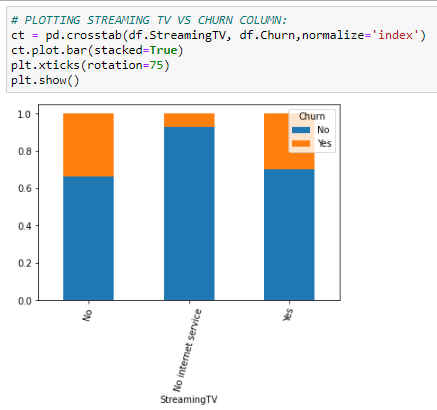 # PLOTTING STREAMING TV VS CHURN COLUMN:
ct = pd.crosstab(df.StreamingTV, df.Churn,normalize='index')
ct.plot.bar(stacked=True)
plt.xticks(rotation=75)
plt.show()
Churn
No
Yes
1.0
0.8
0.6
0.4
0.2
0.0
No
No internet service
Yes
StreamingTV